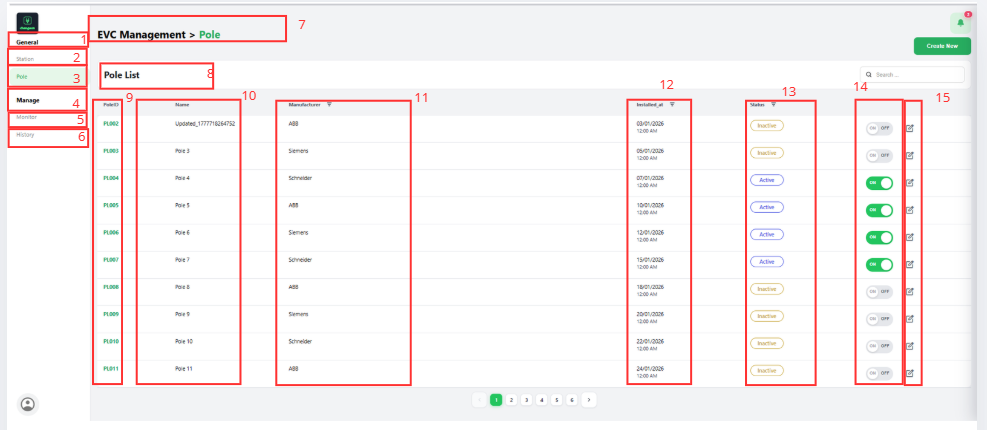 2
7
EVC Management > Pole
General 1
Create New
Station 2
Pole 3
Pole List 8
Search ...
Manage 4
Monitor 5
History 6
9 10 11 12 13 14 15
PoleID Name Manufacturer Installed_at Status
PL002 Updated_1777718264752 ABB 03/01/2026 12:00 AM Inactive ON OFF
PL003 Pole 3 Siemens 05/01/2026 12:00 AM Inactive ON OFF
PL004 Pole 4 Schneider 07/01/2026 12:00 AM Active ON
PL005 Pole 5 ABB 10/01/2026 12:00 AM Active ON
PL006 Pole 6 Siemens 12/01/2026 12:00 AM Active ON
PL007 Pole 7 Schneider 15/01/2026 12:00 AM Active ON
PL008 Pole 8 ABB 18/01/2026 12:00 AM Inactive ON OFF
PL009 Pole 9 Siemens 20/01/2026 12:00 AM Inactive ON OFF
PL010 Pole 10 Schneider 22/01/2026 12:00 AM Inactive ON OFF
PL011 Pole 11 ABB 24/01/2026 12:00 AM Inactive ON OFF
‹ 1 2 3 4 5 6 ›